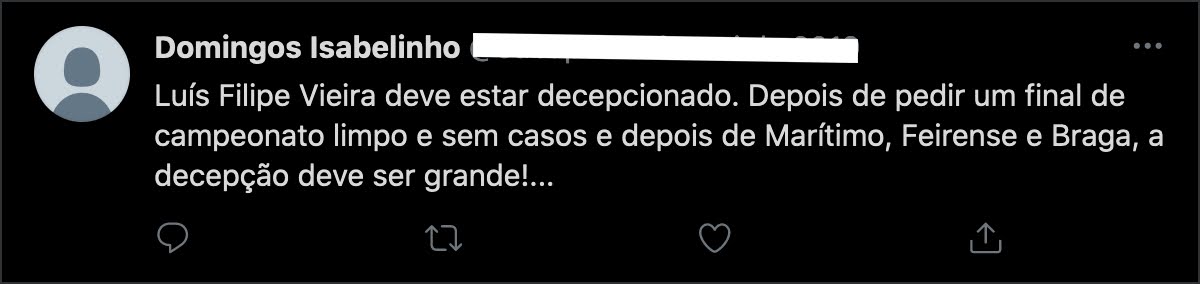 Domingos Isabelinho
Luís Filipe Vieira deve estar decepcionado. Depois de pedir um final de
campeonato limpo e sem casos e depois de Marítimo, Feirense e Braga, a
decepção deve ser grande!...